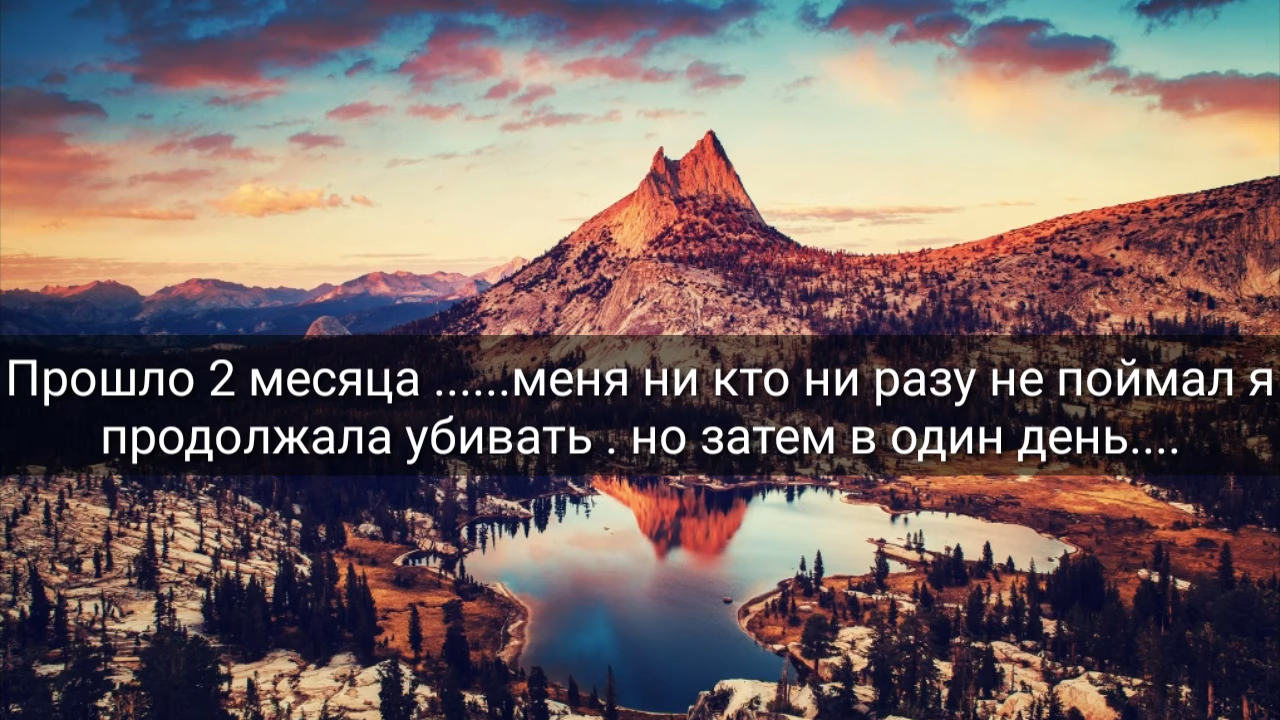 Прошло 2 месяца ......меня ни кто ни разу не поймал я
продолжала убивать . но затем в один день....